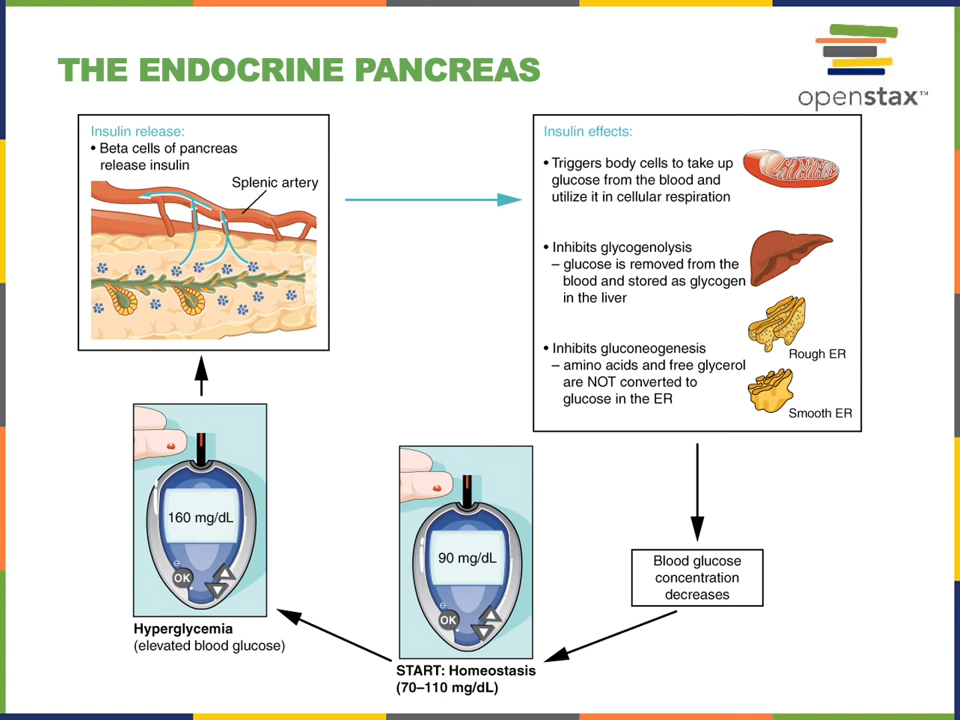 THE ENDOCRINE PANCREAS
openstax™
Insulin release:
• Beta cells of pancreas
release insulin
Splenic artery
Insulin effects:
• Triggers body cells to take up
glucose from the blood and
utilize it in cellular respiration
• Inhibits glycogenolysis
– glucose is removed from the
blood and stored as glycogen
in the liver
• Inhibits gluconeogenesis
– amino acids and free glycerol
are NOT converted to
glucose in the ER
Rough ER
Smooth ER
160 mg/dL
OK
Hyperglycemia
(elevated blood glucose)
90 mg/dL
OK
START: Homeostasis
(70–110 mg/dL)
Blood glucose
concentration
decreases